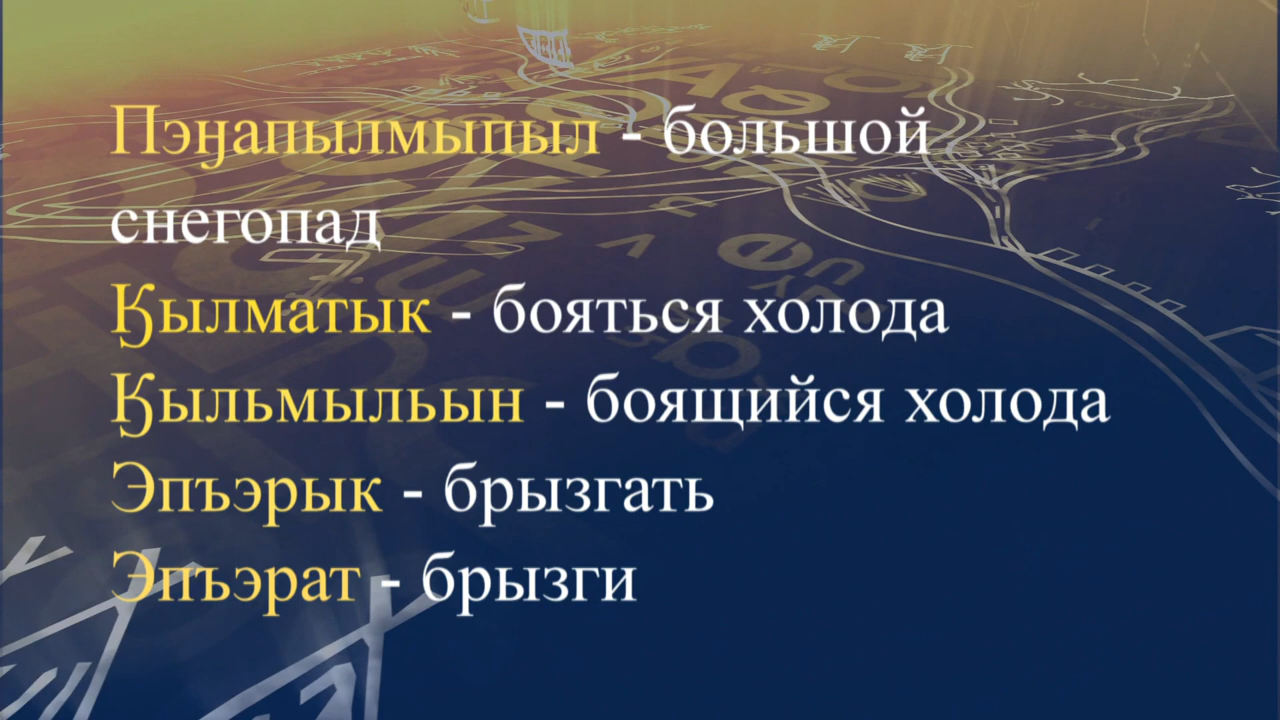 Пэӈапылмыпыл - большой
снегопад
Ӄылматык - бояться холода
Ӄыльмыльын - боящийся холода
Эпъэрык - брызгать
Эпъэрат - брызги